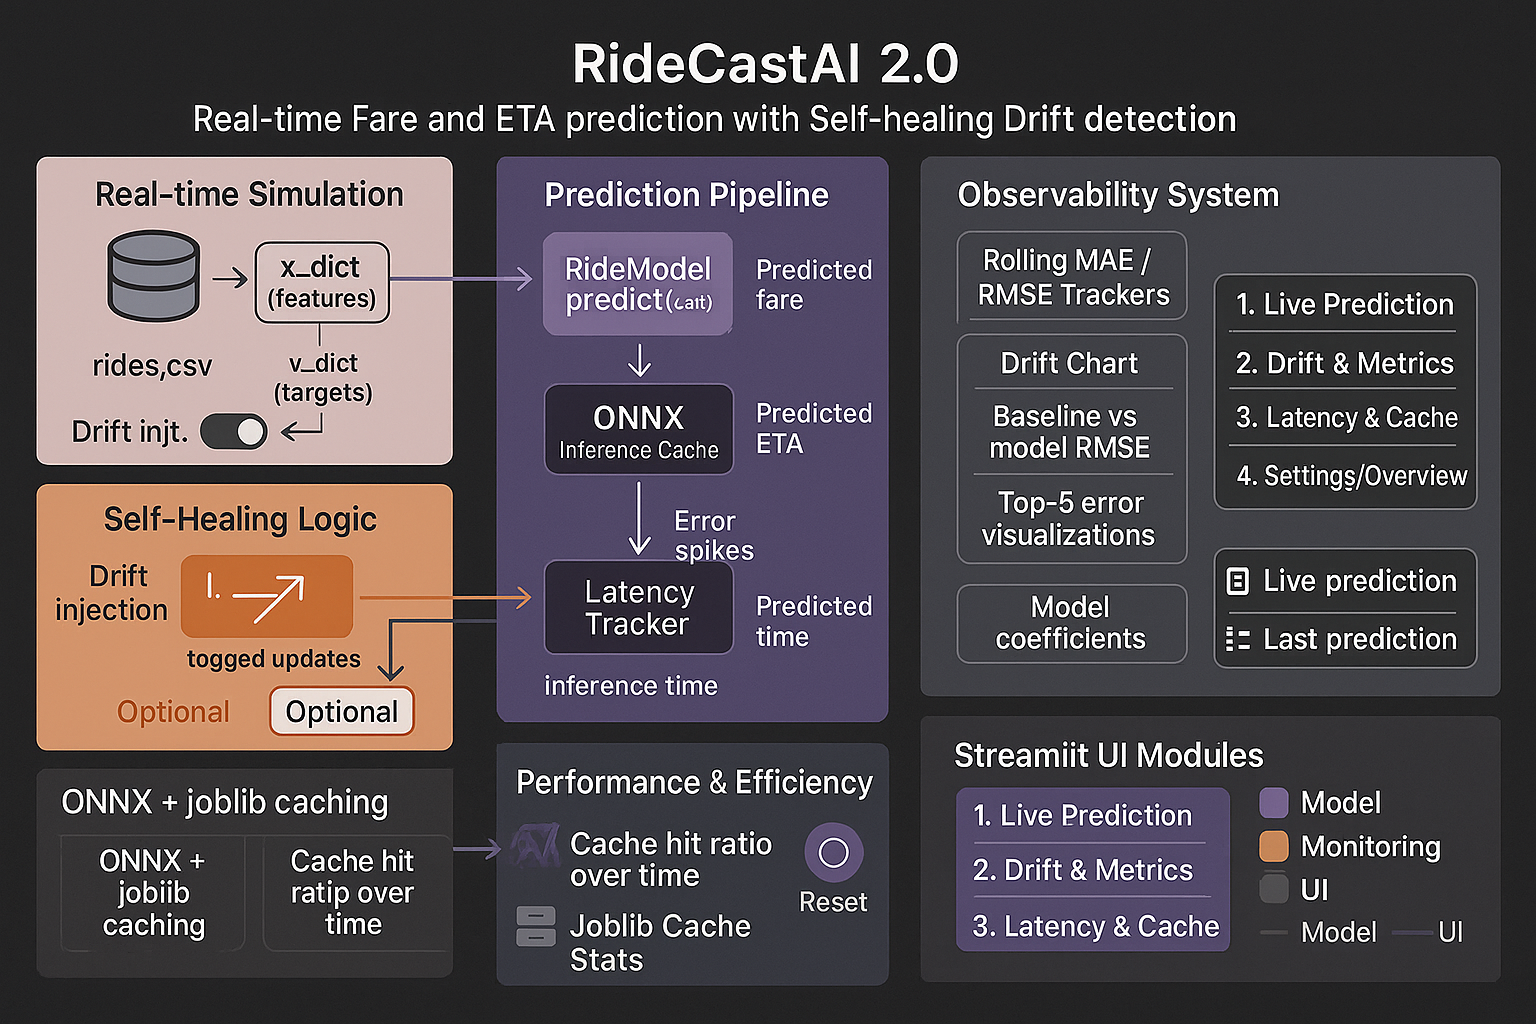 RideCastAI 2.0
Real-time Fare and ETA prediction with Self-healing Drift detection
Real-time Simulation
x_dict
(features)
rides,csv
v_dict
(targets)
Drift injt.
Self-Healing Logic
Drift
injection
togged updates
Optional
Optional
ONNX + joblib caching
ONNX +
jobiib
caching
Cache hit
ratip over
time
Prediction Pipeline
RideModel
predict
Predicted
fare
ONNX
Inference Cache
Predicted
ETA
Error
spikes
Latency
Tracker
Predicted
time
inference time
Performance & Efficiency
Cache hit ratio
over time
Reset
Joblib Cache
Stats
Observability System
Rolling MAE /
RMSE Trackers
Drift Chart
Baseline vs
model RMSE
Top-5 error
visualizations
Model
coefficients
1. Live Prediction
2. Drift & Metrics
3. Latency & Cache
4. Settings/Overview
Live prediction
Last prediction
Streamiit UI Modules
1. Live Prediction
2. Drift & Metrics
3. Latency & Cache
Model
Monitoring
UI
Model
UI